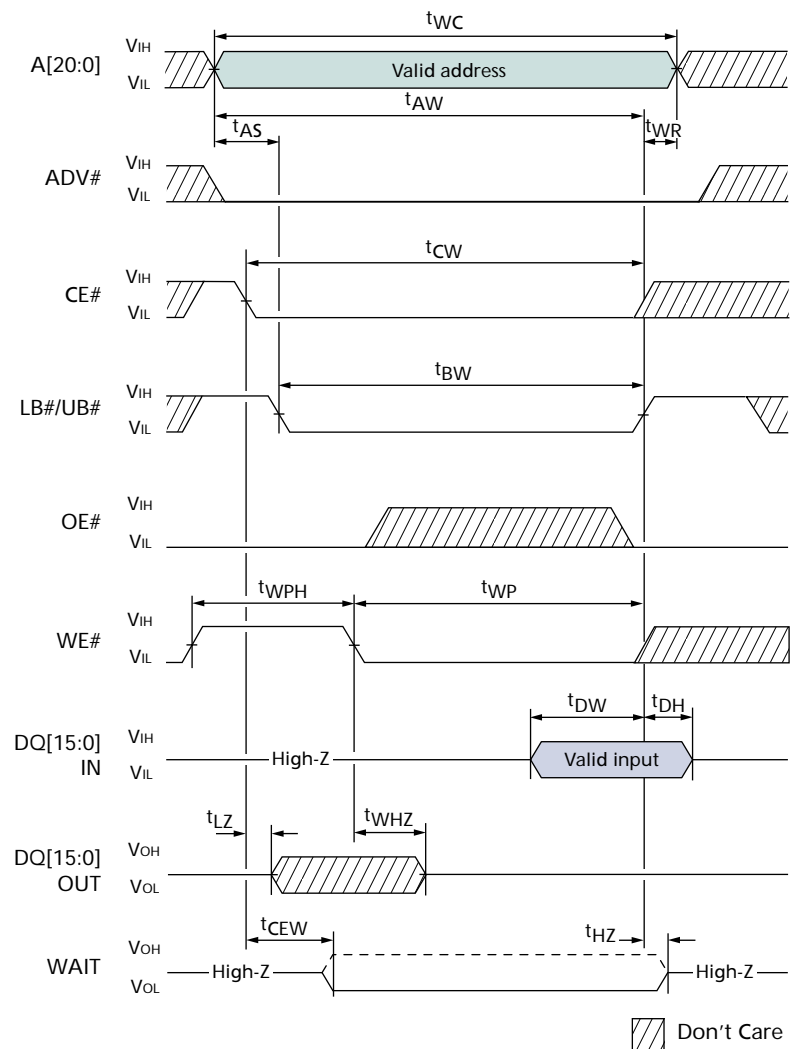 tWC
A[20:0] VIH VIL Valid address
tAW
tAS tWR
ADV# VIH VIL
tCW
CE# VIH VIL
tBW
LB#/UB# VIH VIL
OE# VIH VIL
tWPH tWP
WE# VIH VIL
tDW tDH
DQ[15:0] IN VIH VIL High-Z Valid input
tLZ tWHZ
DQ[15:0] OUT VOH VOL
tCEW tHZ
WAIT VOH VOL High-Z High-Z
Don't Care